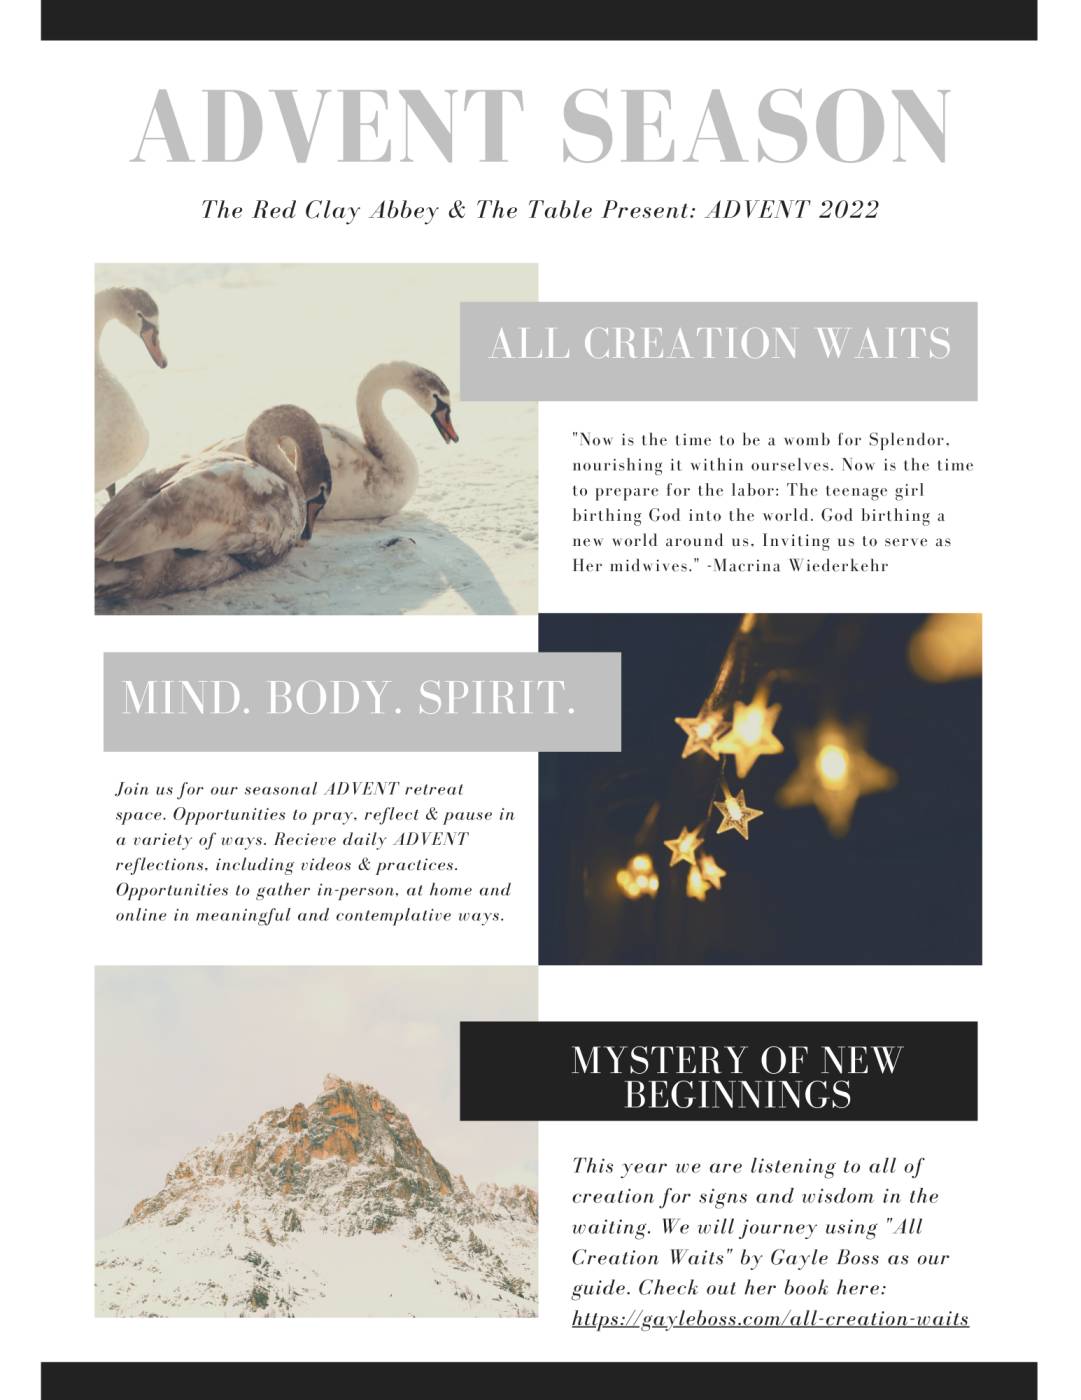 ADVENT SEASON
The Red Clay Abbey & The Table Present: ADVENT 2022
ALL CREATION WAITS
"Now is the time to be a womb for Splendor,
nourishing it within ourselves. Now is the time
to prepare for the labor: The teenage girl
birthing God into the world. God birthing a
new world around us, Inviting us to serve as
Her midwives." -Macrina Wiederkehr
MIND. BODY. SPIRIT.
Join us for our seasonal ADVENT retreat
space. Opportunities to pray, reflect & pause in
a variety of ways. Recieve daily ADVENT
reflections, including videos & practices.
Opportunities to gather in-person, at home and
online in meaningful and contemplative ways.
MYSTERY OF NEW
BEGINNINGS
This year we are listening to all of
creation for signs and wisdom in the
waiting. We will journey using "All
Creation Waits" by Gayle Boss as our
guide. Check out her book here:
https://gayleboss.com/all-creation-waits